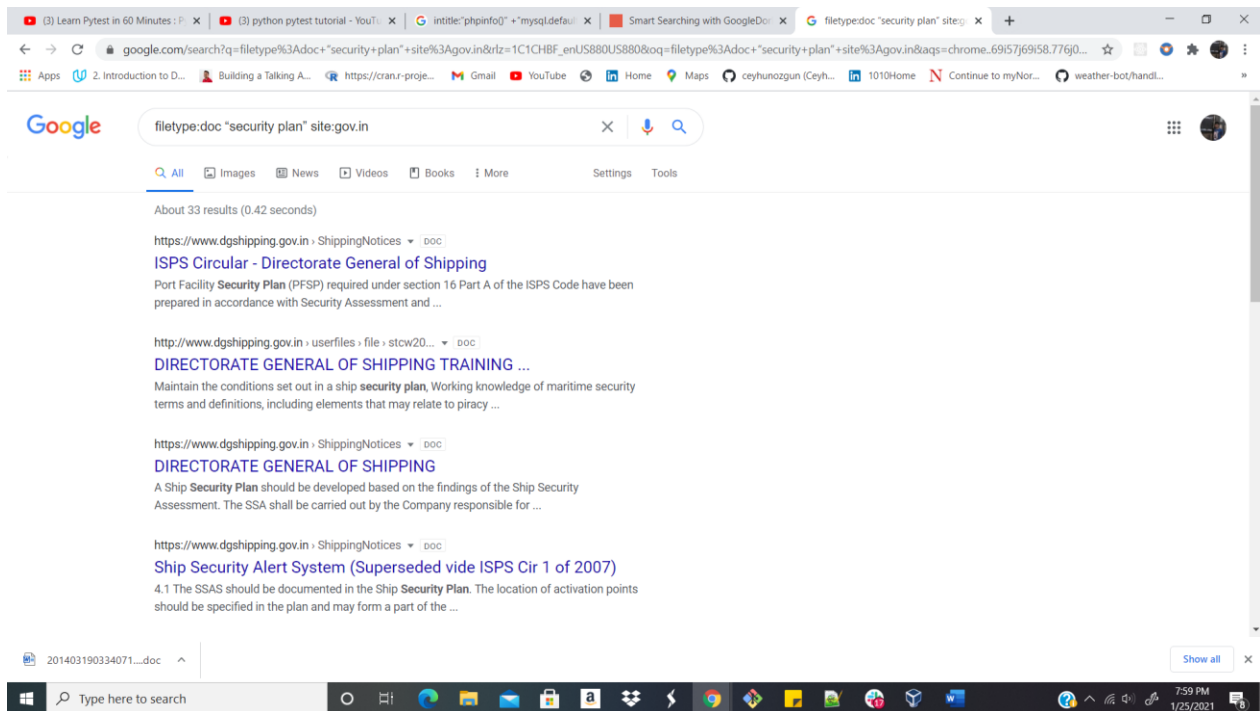 (3) Learn Pytest in 60 Minutes : P
(3) python pytest tutorial - YouTu
intitle:"phpinfo()" +"mysql.defaul
Smart Searching with GoogleDor
filetype:doc "security plan" site:g
google.com/search?q=filetype%3Adoc+"security+plan"+site%3Agov.in&rlz=1C1CHBF_enUS880US880&oq=filetype%3Adoc+"security+plan"+site%3Agov.in&aqs=chrome..69i57j69i58.776j0...
Apps
2. Introduction to D...
Building a Talking A...
https://cran.r-proje...
Gmail
YouTube
Home
Maps
ceyhunozgun (Ceyh...
1010Home
Continue to myNor...
weather-bot/handl...
»
Google
filetype:doc “security plan” site:gov.in
All
Images
News
Videos
Books
More
Settings
Tools
About 33 results (0.42 seconds)
https://www.dgshipping.gov.in › ShippingNotices DOC
ISPS Circular - Directorate General of Shipping
Port Facility Security Plan (PFSP) required under section 16 Part A of the ISPS Code have been
prepared in accordance with Security Assessment and ...
http://www.dgshipping.gov.in › userfiles › file › stcw20... DOC
DIRECTORATE GENERAL OF SHIPPING TRAINING ...
Maintain the conditions set out in a ship security plan, Working knowledge of maritime security
terms and definitions, including elements that may relate to piracy ...
https://www.dgshipping.gov.in › ShippingNotices DOC
DIRECTORATE GENERAL OF SHIPPING
A Ship Security Plan should be developed based on the findings of the Ship Security
Assessment. The SSA shall be carried out by the Company responsible for ...
https://www.dgshipping.gov.in › ShippingNotices DOC
Ship Security Alert System (Superseded vide ISPS Cir 1 of 2007)
4.1 The SSAS should be documented in the Ship Security Plan. The location of activation points
should be specified in the plan and may form a part of the ...
201403190334071....doc
Show all
Type here to search
7:59 PM
1/25/2021